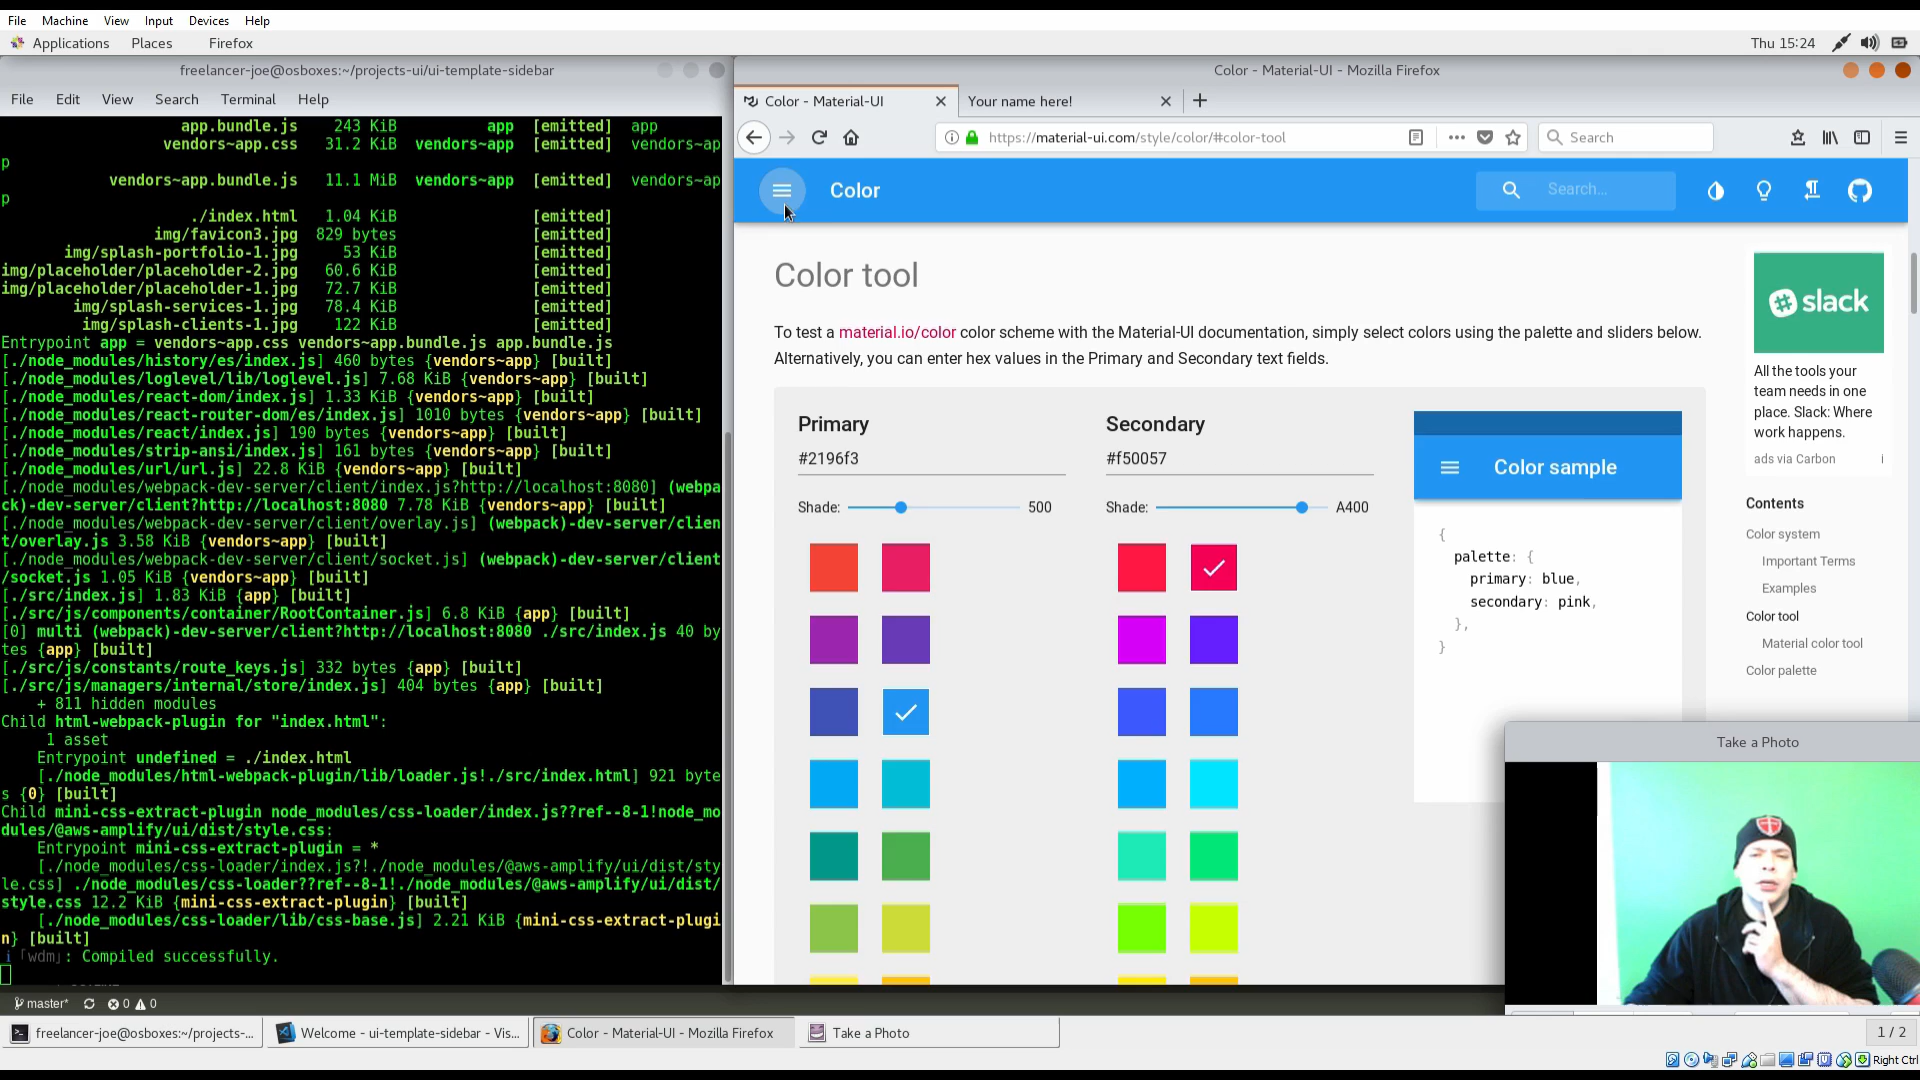 File Machine View Input Devices Help
Applications Places Firefox Thu 15:24
freelancer-joe@osboxes:~/projects-ui/ui-template-sidebar
File Edit View Search Terminal Help
app.bundle.js 243 KiB app [emitted] app
vendors~app.css 31.2 KiB vendors~app [emitted] vendors~ap
p
vendors~app.bundle.js 11.1 MiB vendors~app [emitted] vendors~ap
p
./index.html 1.04 KiB [emitted]
img/favicon3.jpg 829 bytes [emitted]
img/splash-portfolio-1.jpg 53 KiB [emitted]
img/placeholder/placeholder-2.jpg 60.6 KiB [emitted]
img/placeholder/placeholder-1.jpg 72.7 KiB [emitted]
img/splash-services-1.jpg 78.4 KiB [emitted]
img/splash-clients-1.jpg 122 KiB [emitted]
Entrypoint app = vendors~app.css vendors~app.bundle.js app.bundle.js
[./node_modules/history/es/index.js] 460 bytes {vendors~app} [built]
[./node_modules/loglevel/lib/loglevel.js] 7.68 KiB {vendors~app} [built]
[./node_modules/react-dom/index.js] 1.33 KiB {vendors~app} [built]
[./node_modules/react-router-dom/es/index.js] 1010 bytes {vendors~app} [built]
[./node_modules/react/index.js] 190 bytes {vendors~app} [built]
[./node_modules/strip-ansi/index.js] 161 bytes {vendors~app} [built]
[./node_modules/url/url.js] 22.8 KiB {vendors~app} [built]
[./node_modules/webpack-dev-server/client/index.js?http://localhost:8080] (webpa
ck)-dev-server/client?http://localhost:8080 7.78 KiB {vendors~app} [built]
[./node_modules/webpack-dev-server/client/overlay.js] (webpack)-dev-server/clien
t/overlay.js 3.58 KiB {vendors~app} [built]
[./node_modules/webpack-dev-server/client/socket.js] (webpack)-dev-server/client
/socket.js 1.05 KiB {vendors~app} [built]
[./src/index.js] 1.83 KiB {app} [built]
[./src/js/components/container/RootContainer.js] 6.8 KiB {app} [built]
[0] multi (webpack)-dev-server/client?http://localhost:8080 ./src/index.js 40 by
tes {app} [built]
[./src/js/constants/route_keys.js] 332 bytes {app} [built]
[./src/js/managers/internal/store/index.js] 404 bytes {app} [built]
+ 811 hidden modules
Child html-webpack-plugin for "index.html":
1 asset
Entrypoint undefined = ./index.html
[./node_modules/html-webpack-plugin/lib/loader.js!./src/index.html] 921 byte
s {0} [built]
Child mini-css-extract-plugin node_modules/css-loader/index.js??ref--8-1!node_mo
dules/@aws-amplify/ui/dist/style.css:
Entrypoint mini-css-extract-plugin = *
[./node_modules/css-loader/index.js?!./node_modules/@aws-amplify/ui/dist/sty
le.css] ./node_modules/css-loader??ref--8-1!./node_modules/@aws-amplify/ui/dist/
style.css 12.2 KiB {mini-css-extract-plugin} [built]
[./node_modules/css-loader/lib/css-base.js] 2.21 KiB {mini-css-extract-plugi
n} [built]
i ｢wdm｣: Compiled successfully.
master* 0 0
Color - Material-UI - Mozilla Firefox
Color - Material-UI Your name here!
https://material-ui.com/style/color/#color-tool Search
Color Search...
Color tool
To test a material.io/color color scheme with the Material-UI documentation, simply select colors using the palette and sliders below.
Alternatively, you can enter hex values in the Primary and Secondary text fields.
Primary
#2196f3
Shade: 500
Secondary
#f50057
Shade: A400
Color sample
{
palette: {
primary: blue,
secondary: pink,
},
}
slack
All the tools your
team needs in one
place. Slack: Where
work happens.
ads via Carbon i
Contents
Color system
Important Terms
Examples
Color tool
Material color tool
Color palette
Take a Photo
freelancer-joe@osboxes:~/projects-... Welcome - ui-template-sidebar - Vis... Color - Material-UI - Mozilla Firefox Take a Photo 1 / 2
Right Ctrl